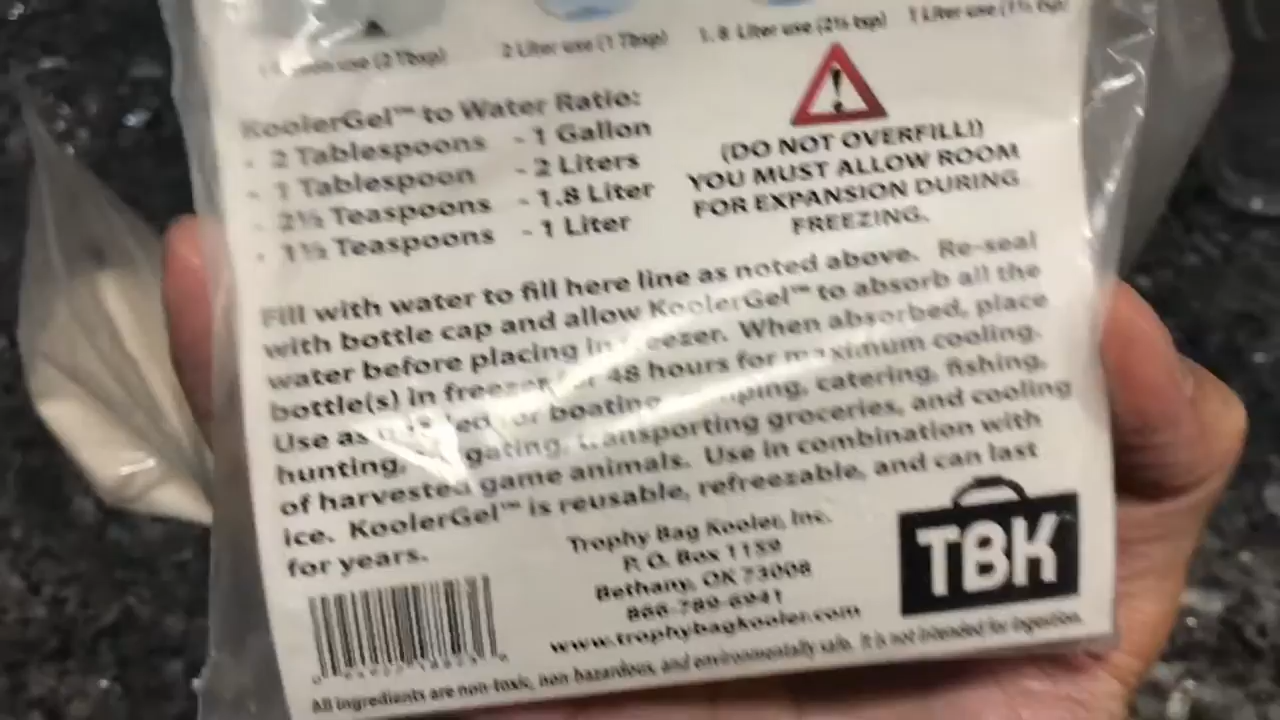 use (2 Tbsp) 2 Liter use (1 Tbsp) 1.8 Liter use (2½ tsp) 1 Liter use (1½ tsp)
KoolerGel™ to Water Ratio:
- 2 Tablespoons - 1 Gallon
- 1 Tablespoon - 2 Liters
- 2½ Teaspoons - 1.8 Liter
- 1½ Teaspoons - 1 Liter
(DO NOT OVERFILL!)
YOU MUST ALLOW ROOM
FOR EXPANSION DURING
FREEZING.
Fill with water to fill here line as noted above. Re-seal
with bottle cap and allow KoolerGel™ to absorb all the
water before placing in freezer. When absorbed, place
bottle(s) in freezer for 48 hours for maximum cooling.
Use as needed for boating, camping, catering, fishing,
hunting, tailgating, transporting groceries, and cooling
of harvested game animals. Use in combination with
ice. KoolerGel™ is reusable, refreezable, and can last
for years.
Trophy Bag Kooler, Inc.
P. O. Box 1159
Bethany, OK 73008
866-789-6941
www.trophybagkooler.com
TBK
All ingredients are non-toxic, non hazardous, and environmentally safe. It is not intended for ingestion.